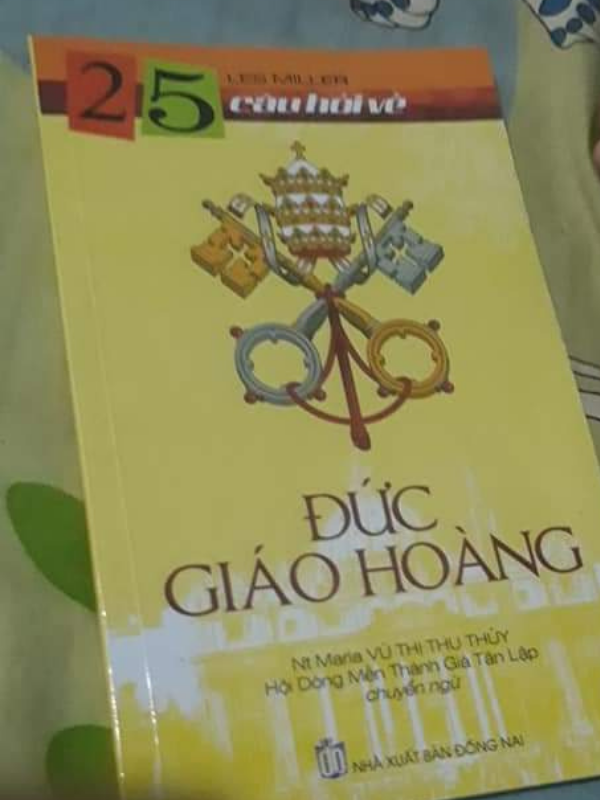 25
LES MILLER
câu hỏi về
ĐỨC
GIÁO HOÀNG
Nt Maria VŨ THỊ THU THỦY
Hội Dòng Mến Thánh Giá Tân Lập
chuyển ngữ
NHÀ XUẤT BẢN ĐỒNG NAI